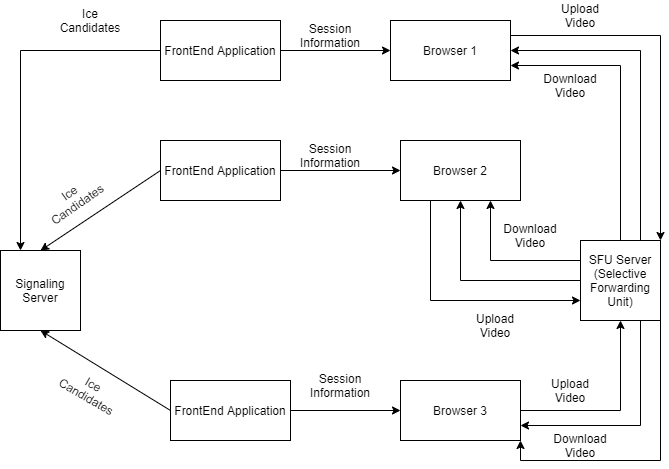 Ice
Candidates
FrontEnd Application
Session
Information
Browser 1
Upload
Video
Download
Video
Ice
Candidates
FrontEnd Application
Session
Information
Browser 2
Download
Video
Signaling
Server
SFU Server
(Selective
Forwarding
Unit)
Upload
Video
Ice
Candidates
FrontEnd Application
Session
Information
Browser 3
Upload
Video
Download
Video